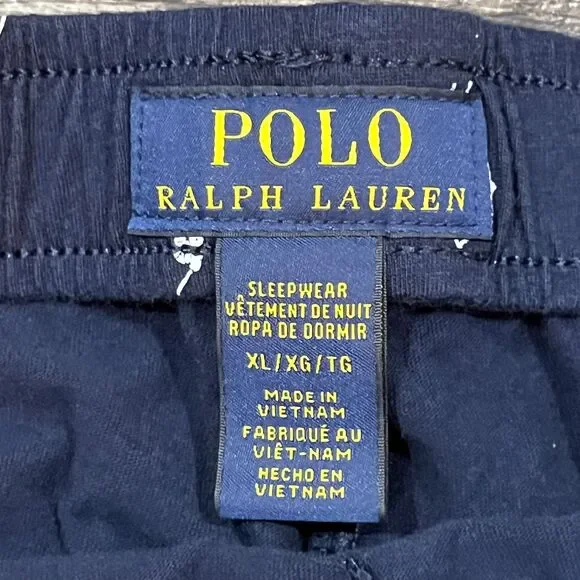 POLO
RALPH LAUREN
SLEEPWEAR
VÊTEMENT DE NUIT
ROPA DE DORMIR
XL/XG/TG
MADE IN
VIETNAM
FABRIQUÉ AU
VIÊT-NAM
HECHO EN
VIETNAM